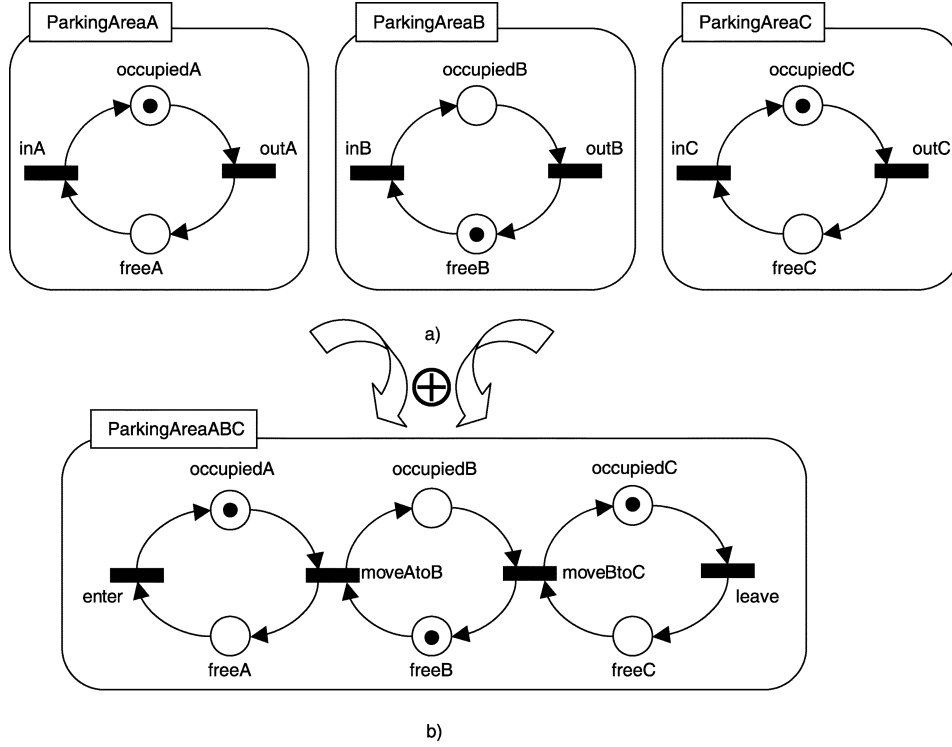 ParkingAreaA
ParkingAreaB
ParkingAreaC
occupiedA
occupiedB
occupiedC
inA
outA
inB
outB
inC
outC
freeA
freeB
freeC
a)
ParkingAreaABC
occupiedA
occupiedB
occupiedC
enter
moveAtoB
moveBtoC
leave
freeA
freeB
freeC
b)